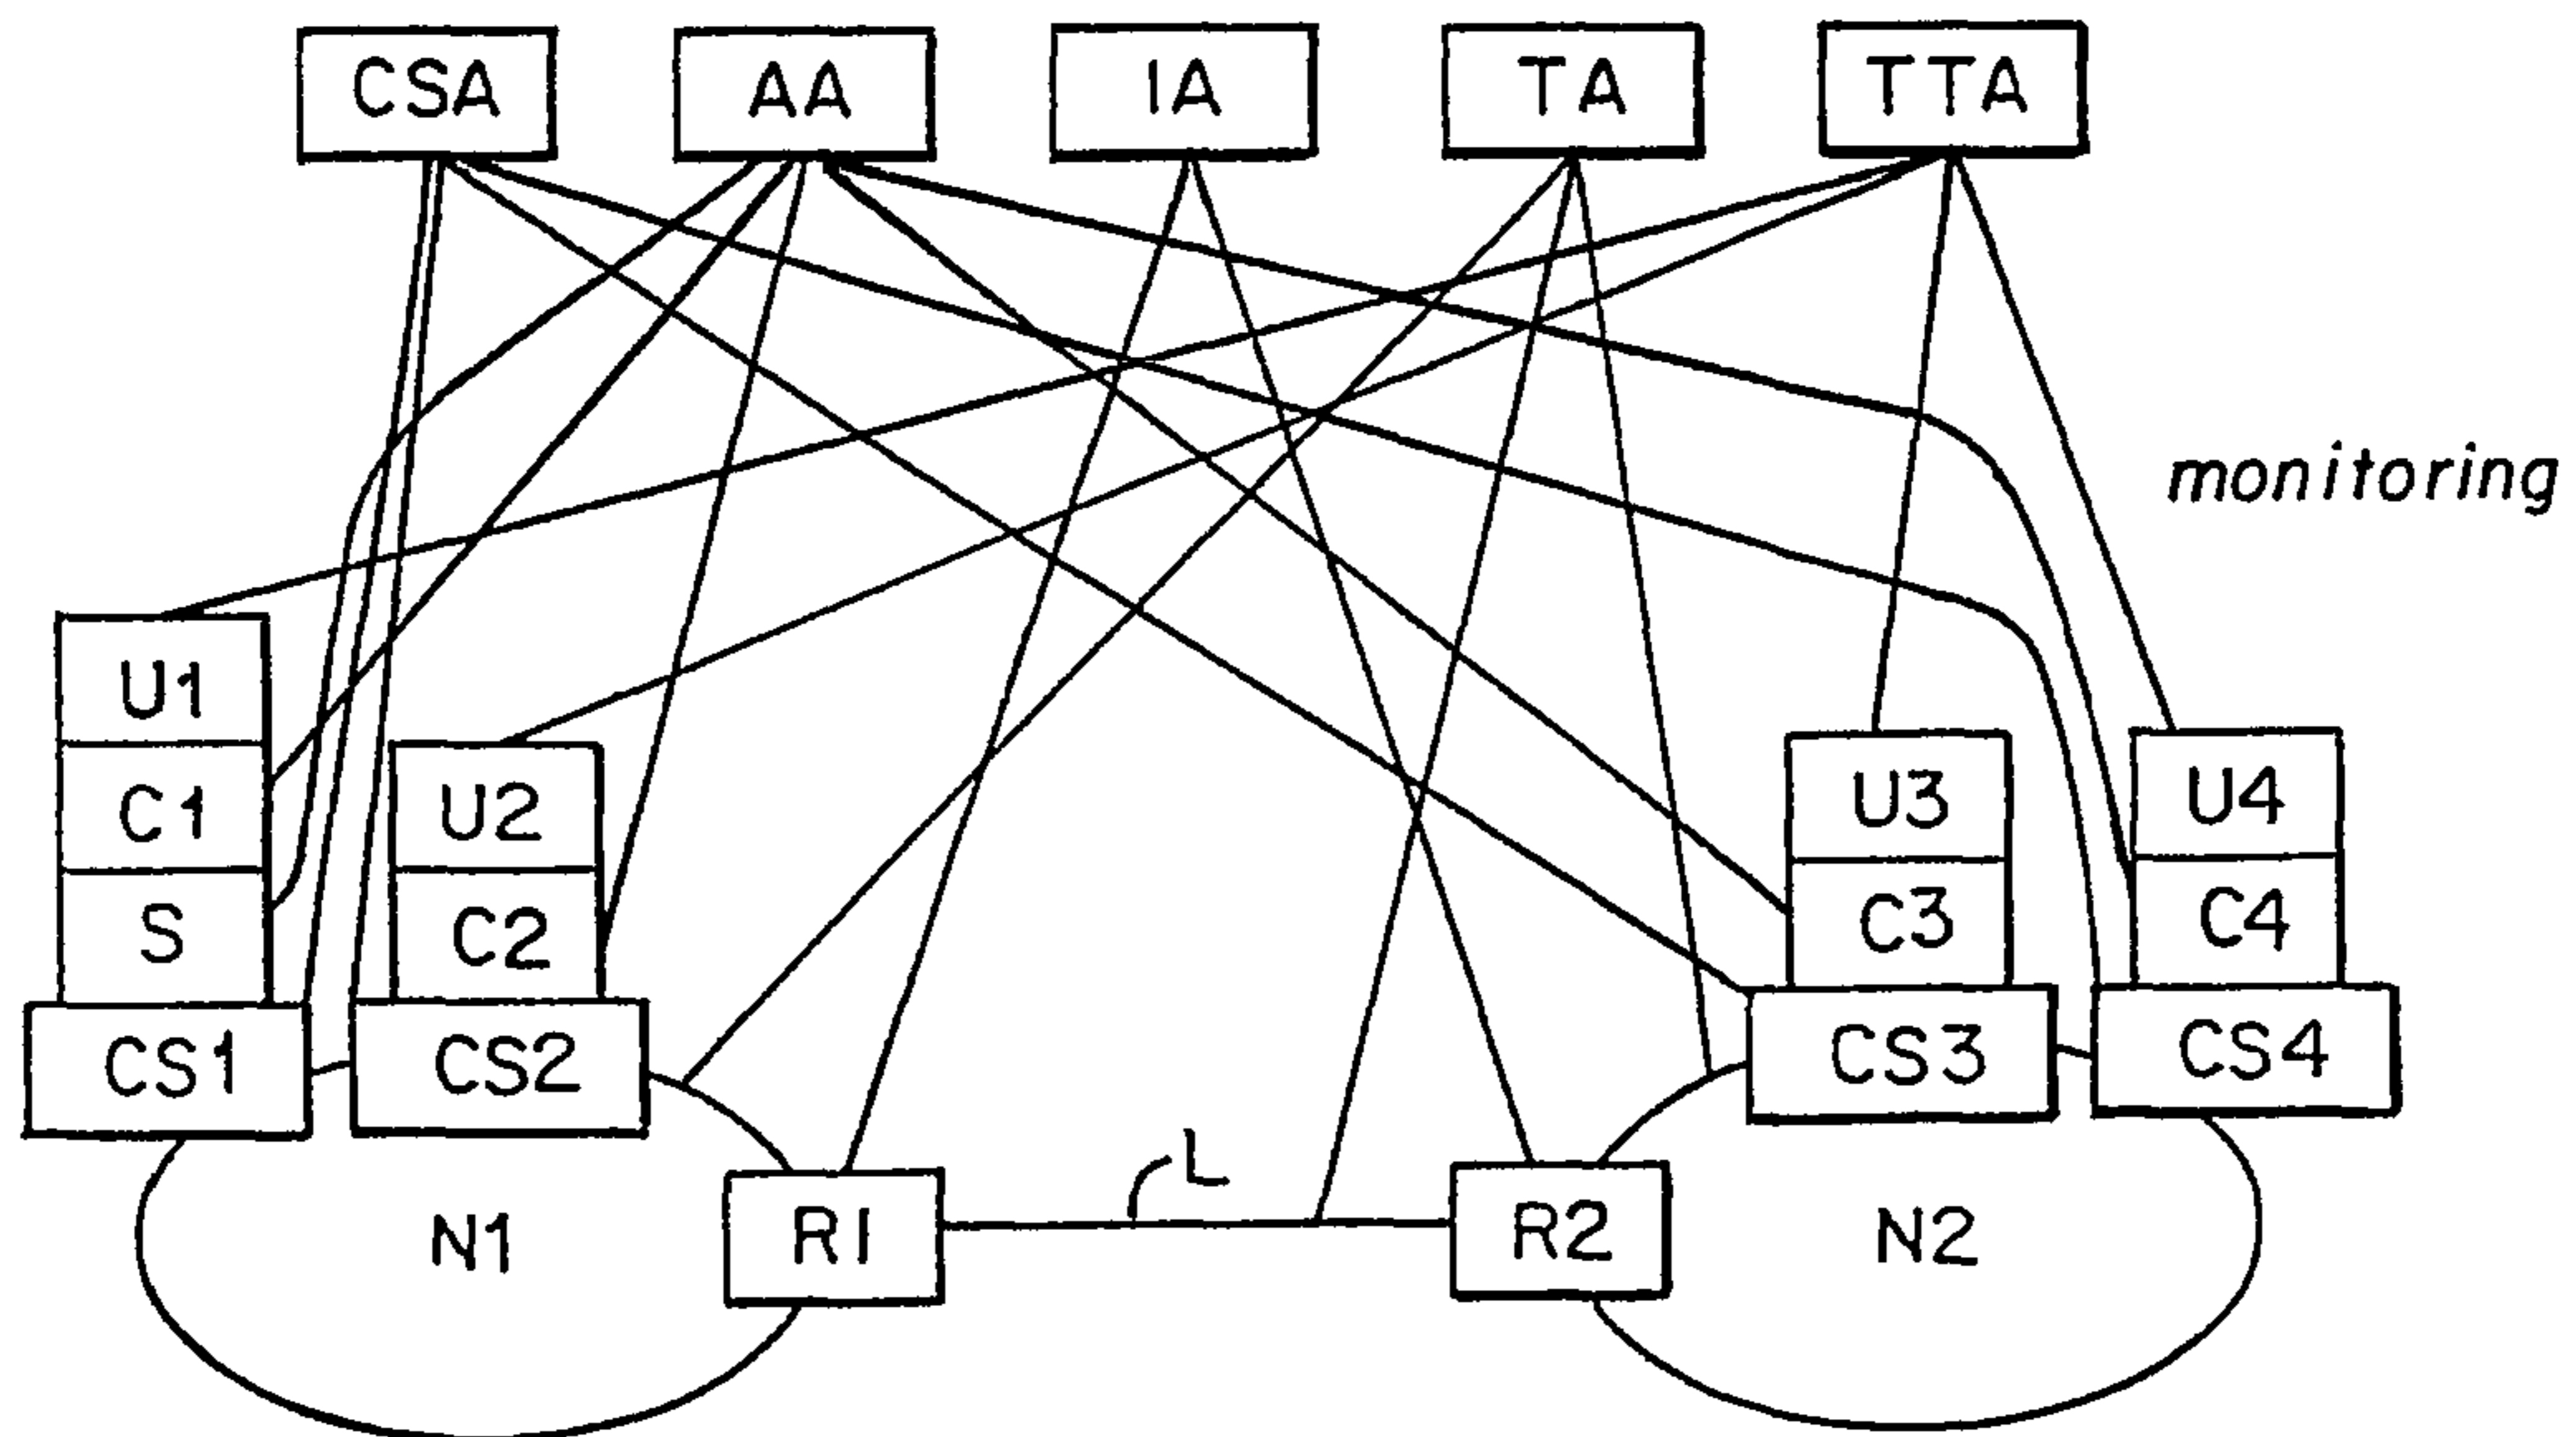 CSA AA IA TA TTA
monitoring
U1
C1
S
U2
C2
U3
C3
U4
C4
CS1 CS2 CS3 CS4
L
N1 R1 R2 N2